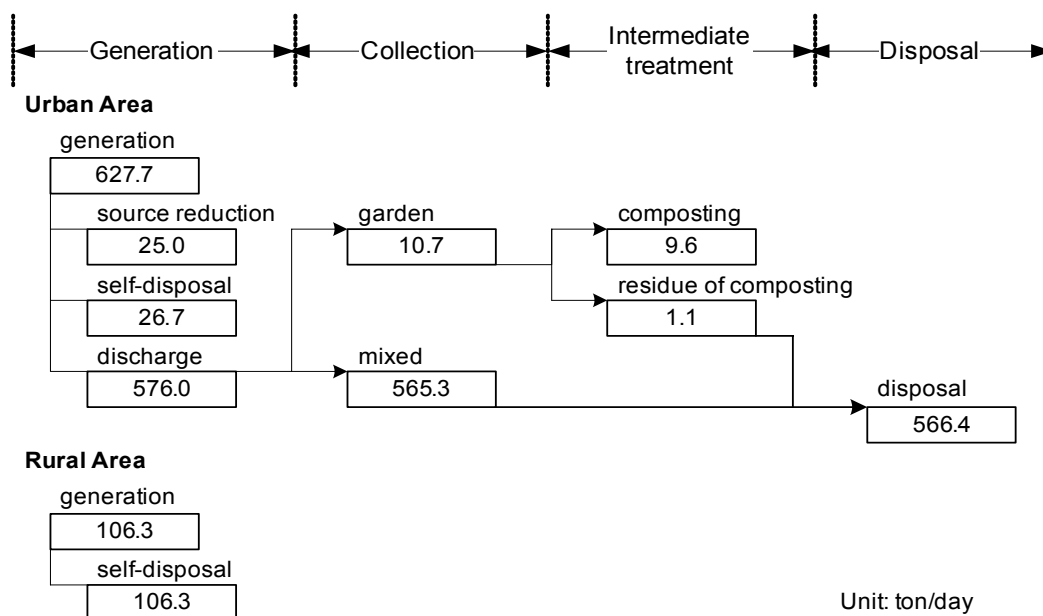 Generation
Collection
Intermediate
treatment
Disposal
Urban Area
generation
627.7
source reduction
25.0
garden
10.7
composting
9.6
self-disposal
26.7
residue of composting
1.1
discharge
576.0
mixed
565.3
disposal
566.4
Rural Area
generation
106.3
self-disposal
106.3
Unit: ton/day